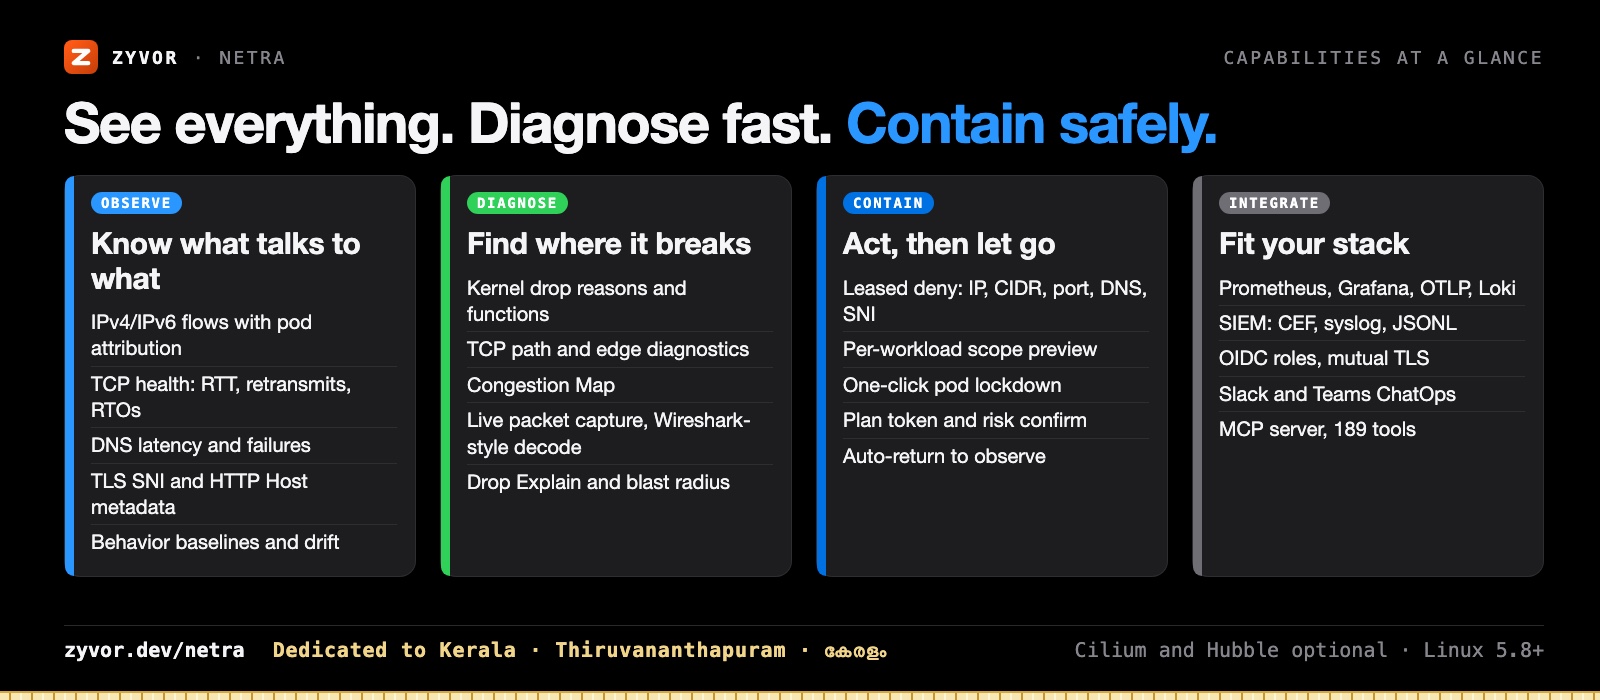 ZYVOR · NETRA
CAPABILITIES AT A GLANCE
See everything. Diagnose fast. Contain safely.
OBSERVE
Know what talks to
what
IPv4/IPv6 flows with pod
attribution
TCP health: RTT, retransmits,
RTOs
DNS latency and failures
TLS SNI and HTTP Host
metadata
Behavior baselines and drift
DIAGNOSE
Find where it breaks
Kernel drop reasons and
functions
TCP path and edge diagnostics
Congestion Map
Live packet capture, Wireshark-
style decode
Drop Explain and blast radius
CONTAIN
Act, then let go
Leased deny: IP, CIDR, port, DNS,
SNI
Per-workload scope preview
One-click pod lockdown
Plan token and risk confirm
Auto-return to observe
INTEGRATE
Fit your stack
Prometheus, Grafana, OTLP, Loki
SIEM: CEF, syslog, JSONL
OIDC roles, mutual TLS
Slack and Teams ChatOps
MCP server, 189 tools
zyvor.dev/netra Dedicated to Kerala · Thiruvananthapuram · കേരളം
Cilium and Hubble optional · Linux 5.8+